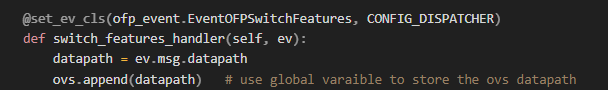 @set_ev_cls(ofp_event.EventOFPSwitchFeatures, CONFIG_DISPATCHER)
def switch_features_handler(self, ev):
    datapath = ev.msg.datapath
    ovs.append(datapath)   # use global varaible to store the ovs datapath